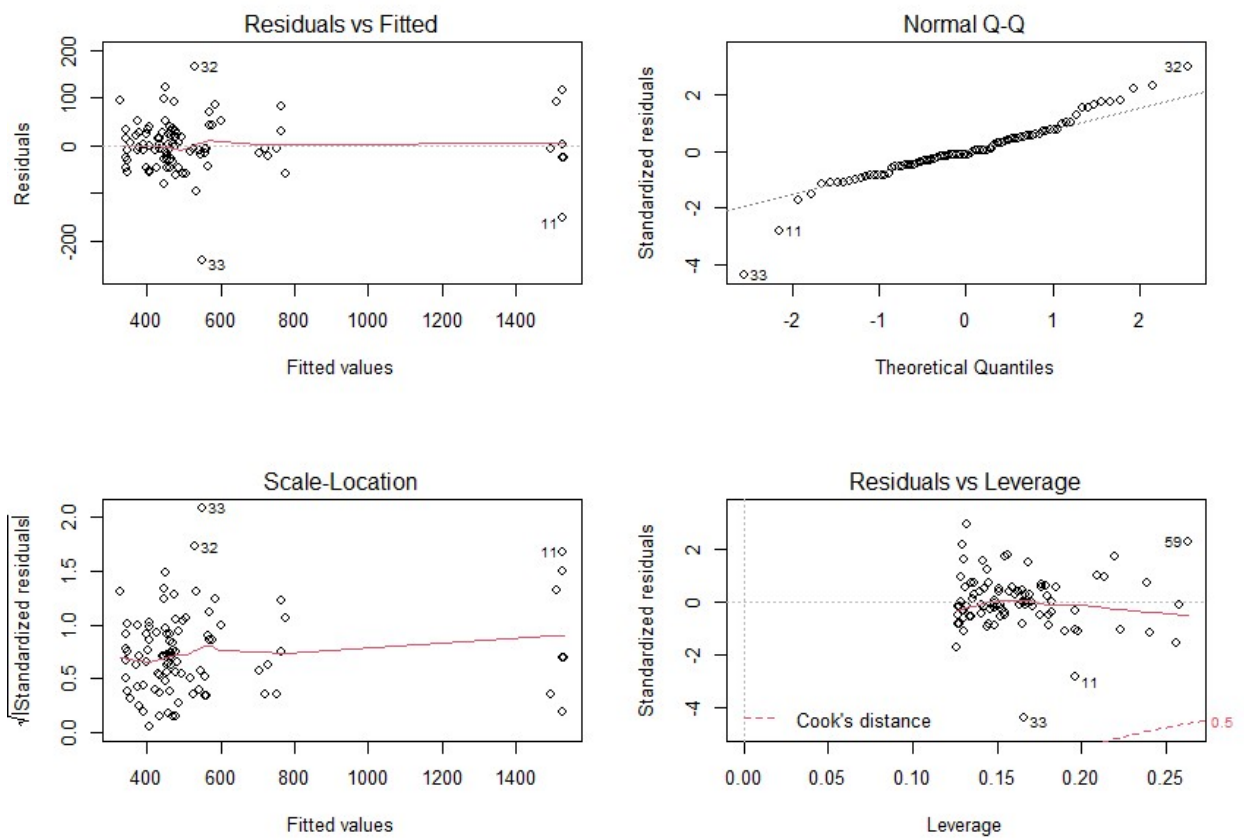 Residuals vs Fitted
Residuals
200
100
0
-200
32
11
33
400 600 800 1000 1200 1400
Fitted values
Normal Q-Q
Standardized residuals
2
0
-2
-4
32
11
33
-2 -1 0 1 2
Theoretical Quantiles
Scale-Location
√|Standardized residuals|
2.0
1.5
1.0
0.5
0.0
33
32
11
400 600 800 1000 1200 1400
Fitted values
Residuals vs Leverage
Standardized residuals
2
0
-2
-4
59
11
33
Cook's distance
0.5
0.00 0.05 0.10 0.15 0.20 0.25
Leverage